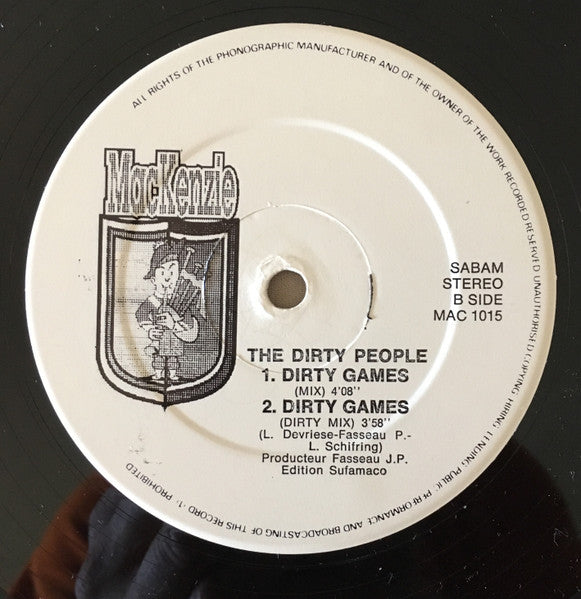 ALL RIGHTS OF THE PHONOGRAPHIC MANUFACTURER AND OF THE OWNER OF THE WORK RECORDED RESERVED UNAUTHORISED COPYING, HIRING, LENDING PUBLIC PERFORMANCE AND BROADCASTING OF THIS RECORD - PROHIBITED
MacKenzie
SABAM
STEREO
B SIDE
MAC 1015
THE DIRTY PEOPLE
1. DIRTY GAMES
(MIX) 4'08''
2. DIRTY GAMES
(DIRTY MIX) 3'58''
(L. Devriese-Fasseau P.-
L. Schifring)
Producteur Fasseau J.P.
Edition Sufamaco